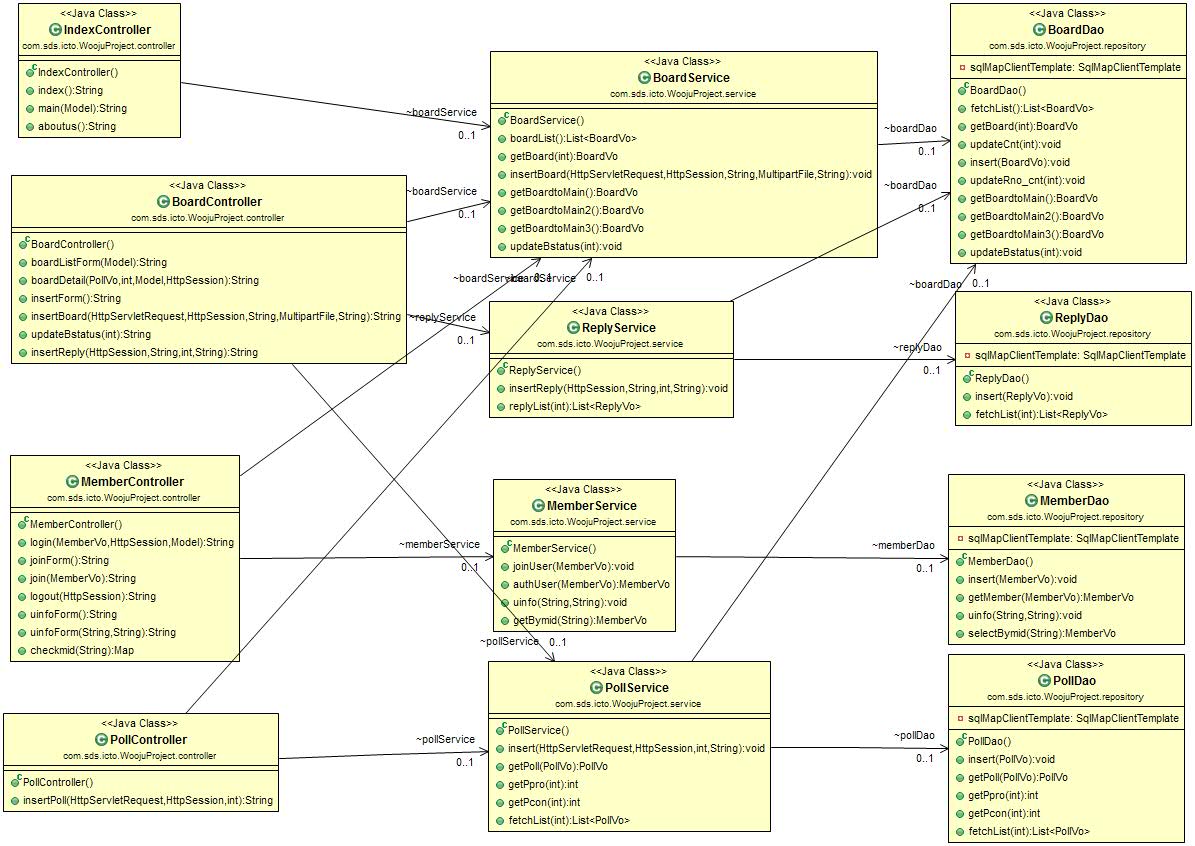 <<Java Class>>
IndexController
com.sds.icto.WoojuProject.controller
IndexController()
index():String
main(Model):String
aboutus():String
<<Java Class>>
BoardController
com.sds.icto.WoojuProject.controller
BoardController()
boardListForm(Model):String
boardDetail(PollVo,int,Model,HttpSession):String
insertForm():String
insertBoard(HttpServletRequest,HttpSession,String,MultipartFile,String):String
updateBstatus(int):String
insertReply(HttpSession,String,int,String):String
<<Java Class>>
MemberController
com.sds.icto.WoojuProject.controller
MemberController()
login(MemberVo,HttpSession,Model):String
joinForm():String
join(MemberVo):String
logout(HttpSession):String
uinfoForm():String
uinfoForm(String,String):String
checkmid(String):Map
<<Java Class>>
PollController
com.sds.icto.WoojuProject.controller
PollController()
insertPoll(HttpServletRequest,HttpSession,int):String
~boardService
0..1
~boardService
0..1
~boardService
0..1
~boardService
0..1
~replyService
0..1
~memberService
0..1
~pollService
0..1
~pollService
0..1
<<Java Class>>
BoardService
com.sds.icto.WoojuProject.service
BoardService()
boardList():List<BoardVo>
getBoard(int):BoardVo
insertBoard(HttpServletRequest,HttpSession,String,MultipartFile,String):void
getBoardtoMain():BoardVo
getBoardtoMain2():BoardVo
getBoardtoMain3():BoardVo
updateBstatus(int):void
<<Java Class>>
ReplyService
com.sds.icto.WoojuProject.service
ReplyService()
insertReply(HttpSession,String,int,String):void
replyList(int):List<ReplyVo>
<<Java Class>>
MemberService
com.sds.icto.WoojuProject.service
MemberService()
joinUser(MemberVo):void
authUser(MemberVo):MemberVo
uinfo(String,String):void
getBymid(String):MemberVo
<<Java Class>>
PollService
com.sds.icto.WoojuProject.service
PollService()
insert(HttpServletRequest,HttpSession,int,String):void
getPoll(PollVo):PollVo
getPpro(int):int
getPcon(int):int
fetchList(int):List<PollVo>
~boardDao
0..1
~boardDao
0..1
~boardDao
0..1
~replyDao
0..1
~memberDao
0..1
~pollDao
0..1
<<Java Class>>
BoardDao
com.sds.icto.WoojuProject.repository
sqlMapClientTemplate: SqlMapClientTemplate
BoardDao()
fetchList():List<BoardVo>
getBoard(int):BoardVo
updateCnt(int):void
insert(BoardVo):void
updateRno_cnt(int):void
getBoardtoMain():BoardVo
getBoardtoMain2():BoardVo
getBoardtoMain3():BoardVo
updateBstatus(int):void
<<Java Class>>
ReplyDao
com.sds.icto.WoojuProject.repository
sqlMapClientTemplate: SqlMapClientTemplate
ReplyDao()
insert(ReplyVo):void
fetchList(int):List<ReplyVo>
<<Java Class>>
MemberDao
com.sds.icto.WoojuProject.repository
sqlMapClientTemplate: SqlMapClientTemplate
MemberDao()
insert(MemberVo):void
getMember(MemberVo):MemberVo
uinfo(String,String):void
selectBymid(String):MemberVo
<<Java Class>>
PollDao
com.sds.icto.WoojuProject.repository
sqlMapClientTemplate: SqlMapClientTemplate
PollDao()
insert(PollVo):void
getPoll(PollVo):PollVo
getPpro(int):int
getPcon(int):int
fetchList(int):List<PollVo>